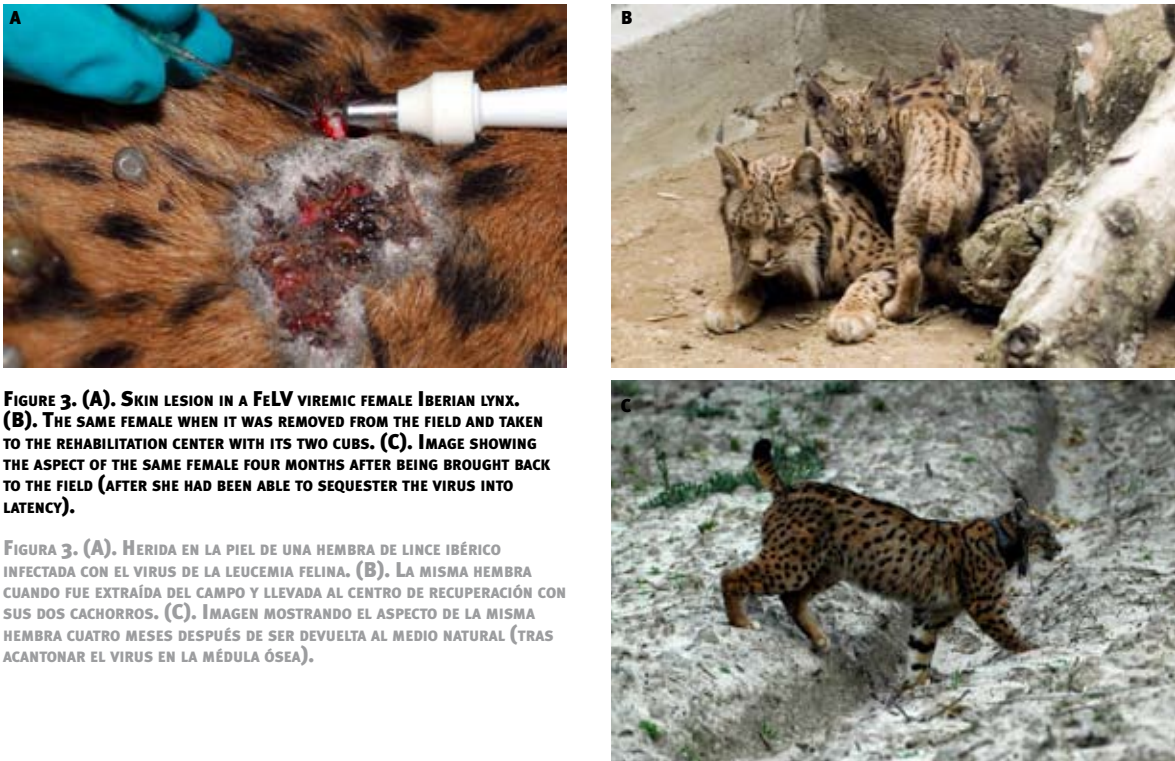 A
B
FIGURE 3. (A). SKIN LESION IN A FELV VIREMIC FEMALE IBERIAN LYNX.
(B). THE SAME FEMALE WHEN IT WAS REMOVED FROM THE FIELD AND TAKEN
TO THE REHABILITATION CENTER WITH ITS TWO CUBS. (C). IMAGE SHOWING
THE ASPECT OF THE SAME FEMALE FOUR MONTHS AFTER BEING BROUGHT BACK
TO THE FIELD (AFTER SHE HAD BEEN ABLE TO SEQUESTER THE VIRUS INTO
LATENCY).
FIGURA 3. (A). HERIDA EN LA PIEL DE UNA HEMBRA DE LINCE IBÉRICO
INFECTADA CON EL VIRUS DE LA LEUCEMIA FELINA. (B). LA MISMA HEMBRA
CUANDO FUE EXTRAÍDA DEL CAMPO Y LLEVADA AL CENTRO DE RECUPERACIÓN CON
SUS DOS CACHORROS. (C). IMAGEN MOSTRANDO EL ASPECTO DE LA MISMA
HEMBRA CUATRO MESES DESPUÉS DE SER DEVUELTA AL MEDIO NATURAL (TRAS
ACANTONAR EL VIRUS EN LA MÉDULA ÓSEA).
C